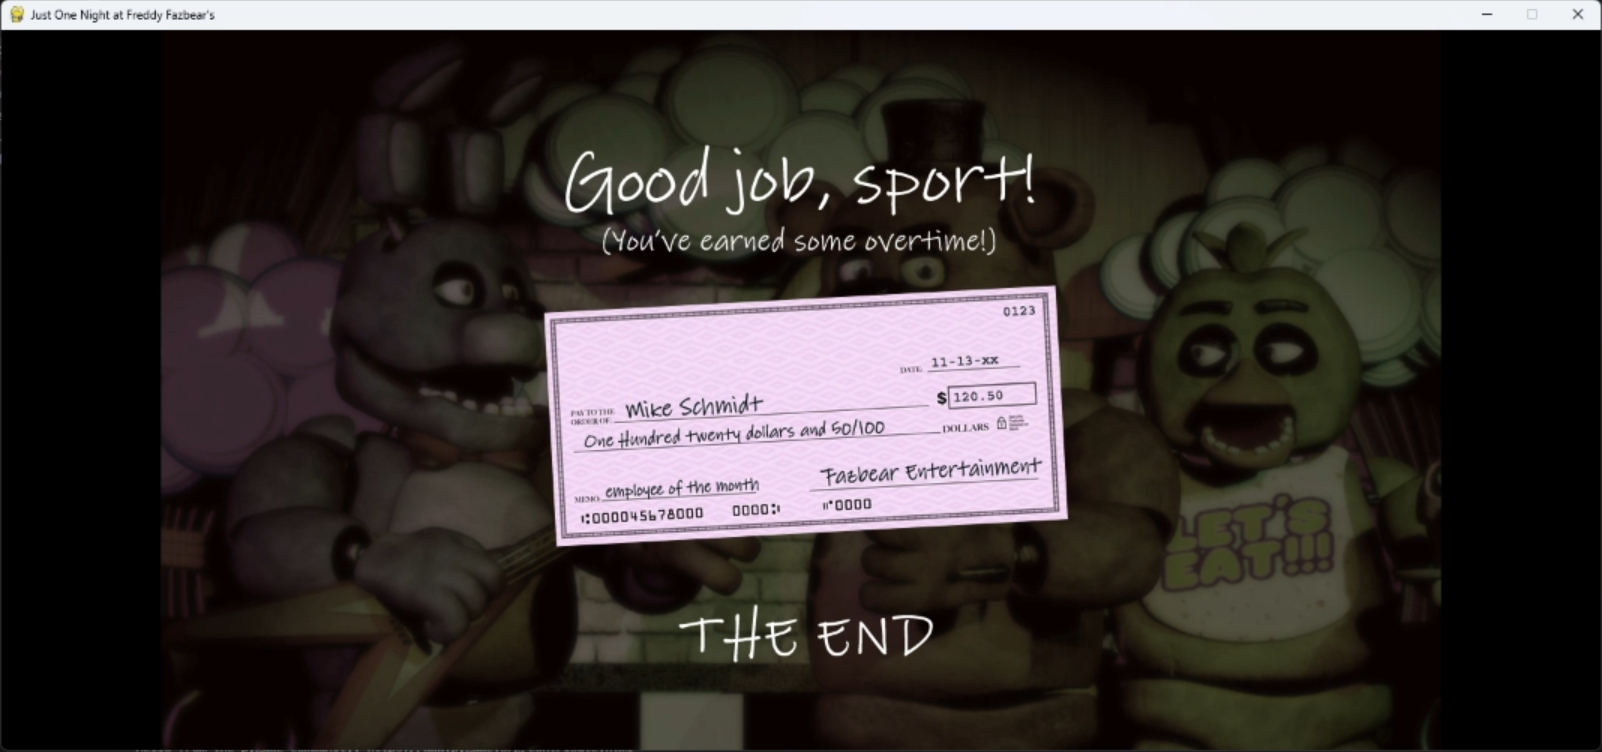 Just One Night at Freddy Fazbear's
Good job, sport!
(You've earned some overtime!)
0123
DATE 11-13-xx
PAY TO THE
ORDER OF Mike Schmidt $ 120.50
One Hundred twenty dollars and 50/100 DOLLARS
MEMO employee of the month Fazbear Entertainment
⑆000045678000 0000⑆ ⑈0000
LET'S
EAT!!!
THE END